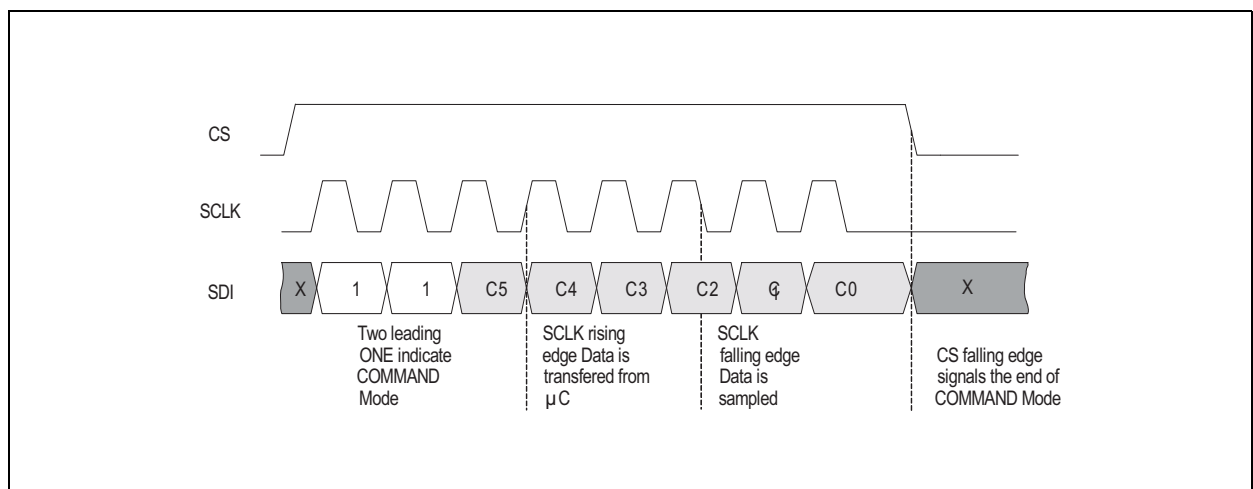 CS
SCLK
SDI
X 1 1 C5 C4 C3 C2 C1 C0 X
Two leading
ONE indicate
COMMAND
Mode
SCLK rising
edge Data is
transfered from
µC
SCLK
falling edge
Data is
sampled
CS falling edge
signals the end of
COMMAND Mode